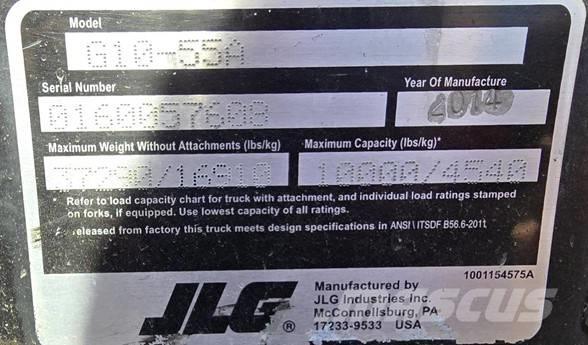 Model
G10-55A
Serial Number
Year Of Manufacture
0160057608
2014
Maximum Weight Without Attachments (lbs/kg)
Maximum Capacity (lbs/kg)*
10000/4540
* Refer to load capacity chart for truck with attachment, and individual load ratings stamped
on forks, if equipped. Use lowest capacity of all ratings.
released from factory this truck meets design specifications in ANSI \ ITSDF B56.6-2011
1001154575A
JLG®
Manufactured by
JLG Industries Inc.
McConnellsburg, PA
17233-9533 USA